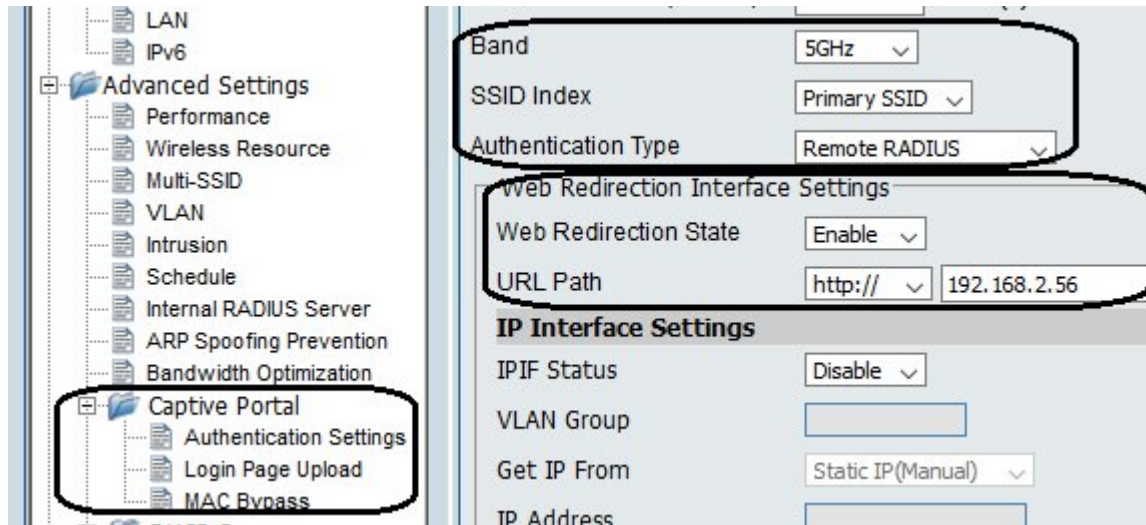 LAN
IPv6
Advanced Settings
Performance
Wireless Resource
Multi-SSID
VLAN
Intrusion
Schedule
Internal RADIUS Server
ARP Spoofing Prevention
Bandwidth Optimization
Captive Portal
Authentication Settings
Login Page Upload
MAC Bypass
Band 5GHz
SSID Index Primary SSID
Authentication Type Remote RADIUS
Web Redirection Interface Settings
Web Redirection State Enable
URL Path http:// 192.168.2.56
IP Interface Settings
IPIF Status Disable
VLAN Group
Get IP From Static IP(Manual)
IP Address